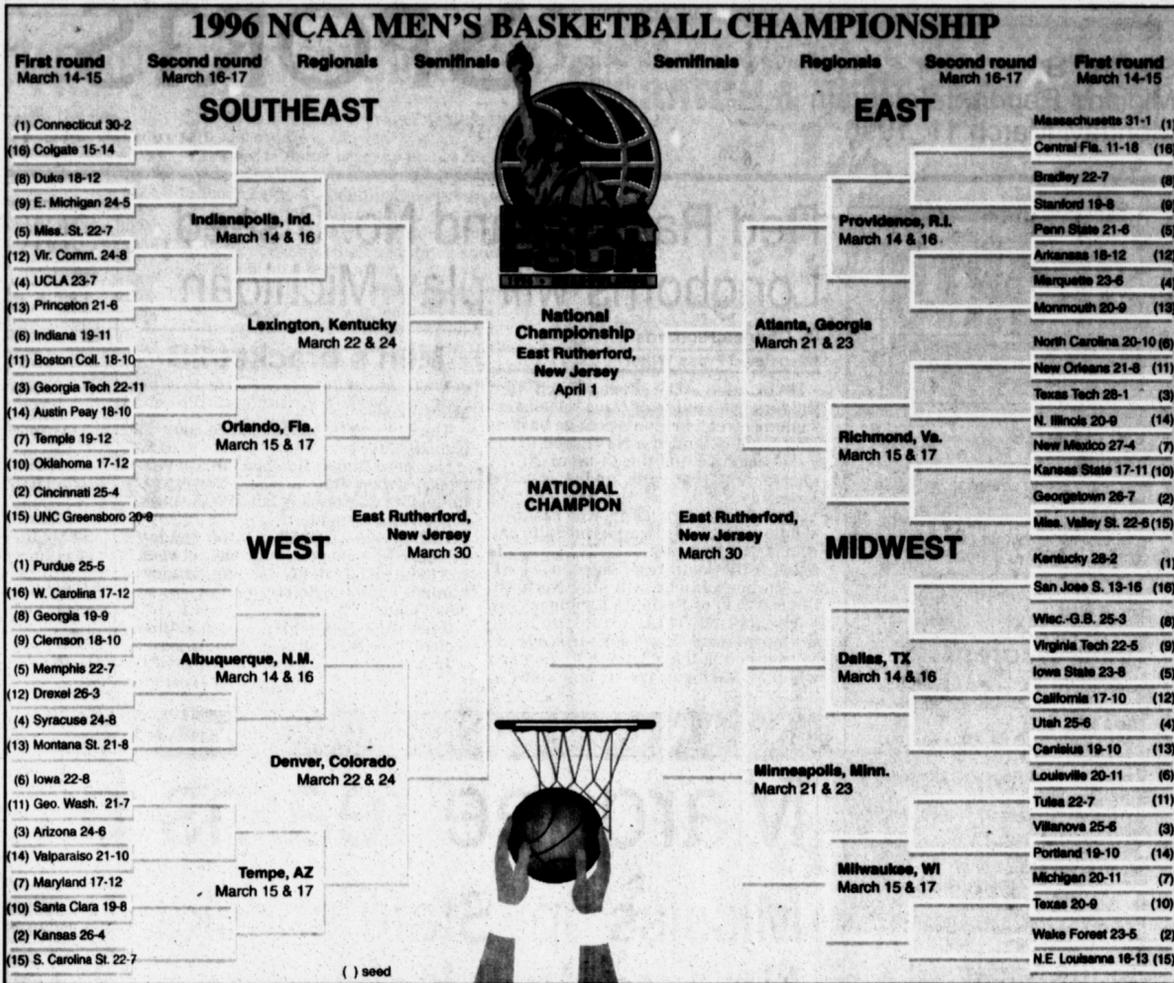 1996 NCAA MEN'S BASKETBALL CHAMPIONSHIP
First round
March 14-15
Second round
March 16-17
Regionals
Semifinals
Semifinals
Regionals
Second round
March 16-17
First round
March 14-15
SOUTHEAST
(1) Connecticut 30-2
(16) Colgate 15-14
(8) Duke 18-12
(9) E. Michigan 24-5
(5) Miss. St. 22-7
(12) Vir. Comm. 24-8
(4) UCLA 23-7
(13) Princeton 21-6
(6) Indiana 19-11
(11) Boston Coll. 18-10
(3) Georgia Tech 22-11
(14) Austin Peay 18-10
(7) Temple 19-12
(10) Oklahoma 17-12
(2) Cincinnati 25-4
(15) UNC Greensboro 20-9
Indianapolis, Ind.
March 14 & 16
Lexington, Kentucky
March 22 & 24
Orlando, Fla.
March 15 & 17
WEST
(1) Purdue 25-5
(16) W. Carolina 17-12
(8) Georgia 19-9
(9) Clemson 18-10
(5) Memphis 22-7
(12) Drexel 26-3
(4) Syracuse 24-8
(13) Montana St. 21-8
(6) Iowa 22-8
(11) Geo. Wash. 21-7
(3) Arizona 24-6
(14) Valparaiso 21-10
(7) Maryland 17-12
(10) Santa Clara 19-8
(2) Kansas 26-4
(15) S. Carolina St. 22-7
Albuquerque, N.M.
March 14 & 16
Denver, Colorado
March 22 & 24
Tempe, AZ
March 15 & 17
East Rutherford,
New Jersey
March 30
National
Championship
East Rutherford,
New Jersey
April 1
NATIONAL
CHAMPION
East Rutherford,
New Jersey
March 30
( ) seed
EAST
Massachusetts 31-1 (1)
Central Fla. 11-18 (16)
Bradley 22-7 (8)
Stanford 19-8 (9)
Penn State 21-6 (5)
Arkansas 18-12 (12)
Marquette 23-6 (4)
Monmouth 20-9 (13)
North Carolina 20-10 (6)
New Orleans 21-8 (11)
Texas Tech 28-1 (3)
N. Illinois 20-9 (14)
New Mexico 27-4 (7)
Kansas State 17-11 (10)
Georgetown 26-7 (2)
Miss. Valley St. 22-6 (15)
Providence, R.I.
March 14 & 16
Atlanta, Georgia
March 21 & 23
Richmond, Va.
March 15 & 17
MIDWEST
Kentucky 28-2 (1)
San Jose S. 13-16 (16)
Wisc.-G.B. 25-3 (8)
Virginia Tech 22-5 (9)
Iowa State 23-8 (5)
California 17-10 (12)
Utah 25-6 (4)
Canisius 19-10 (13)
Louisville 20-11 (6)
Tulsa 22-7 (11)
Villanova 25-6 (3)
Portland 19-10 (14)
Michigan 20-11 (7)
Texas 20-9 (10)
Wake Forest 23-5 (2)
N.E. Louisanna 16-13 (15)
Dallas, TX
March 14 & 16
Minneapolis, Minn.
March 21 & 23
Milwaukee, WI
March 15 & 17